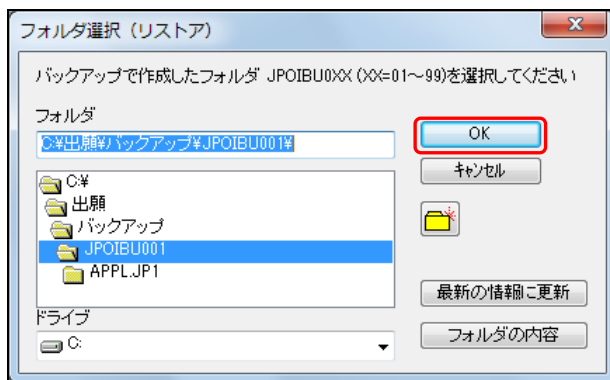 フォルダ選択（リストア）
バックアップで作成したフォルダ JPOIBU0XX (XX=01～99)を選択してください
フォルダ
C:¥出願¥バックアップ¥JPOIBU001¥
OK
キャンセル
C:¥
出願
バックアップ
JPOIBU001
APPL.JP1
最新の情報に更新
ドライブ
C:
フォルダの内容